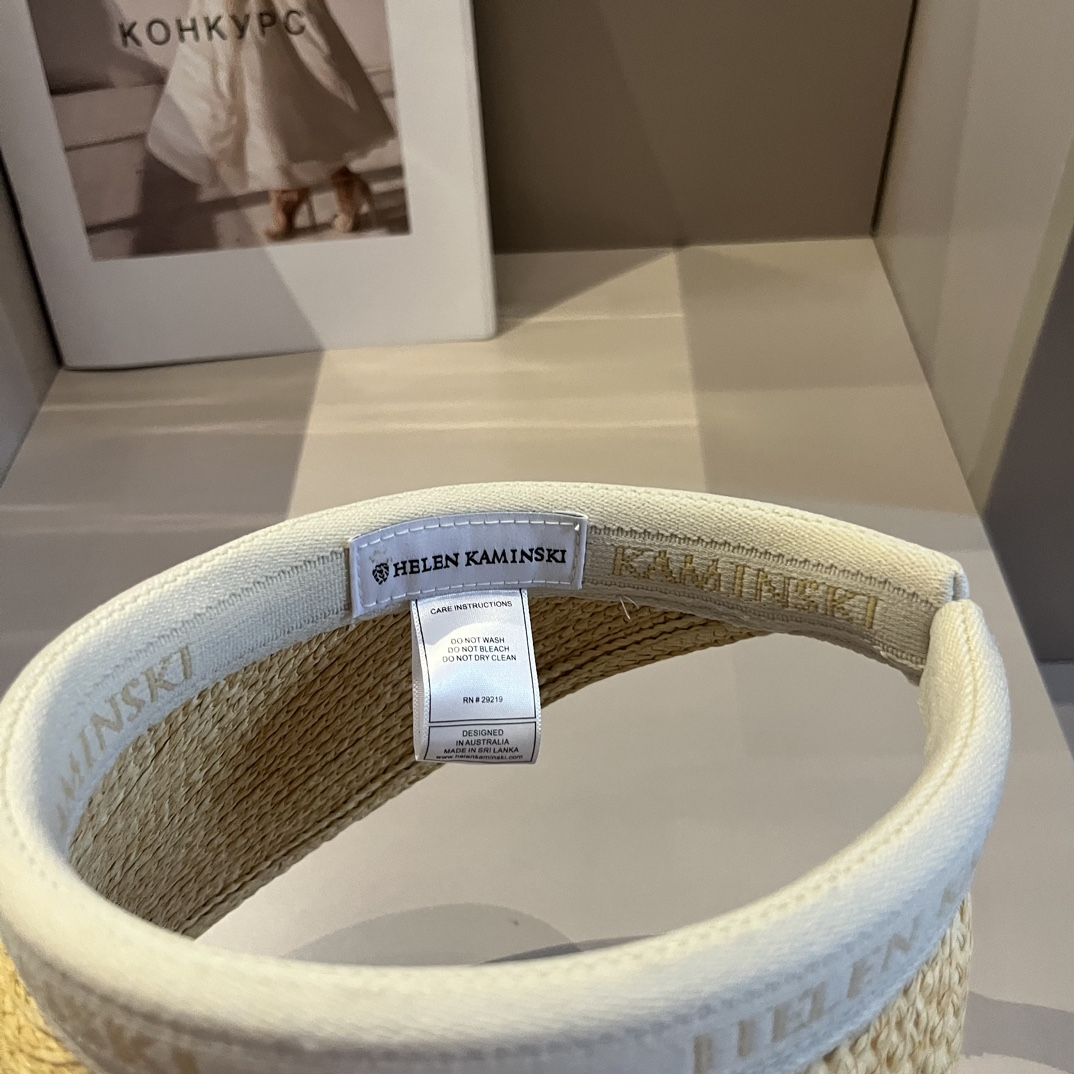 КОНКУРС
HELEN KAMINSKI
KAMINSKI
CARE INSTRUCTIONS
DO NOT WASH
DO NOT BLEACH
DO NOT DRY CLEAN
RN # 29219
DESIGNED
IN AUSTRALIA
MADE IN SRI LANKA
www.helenkaminski.com
MINSKI
HELEN